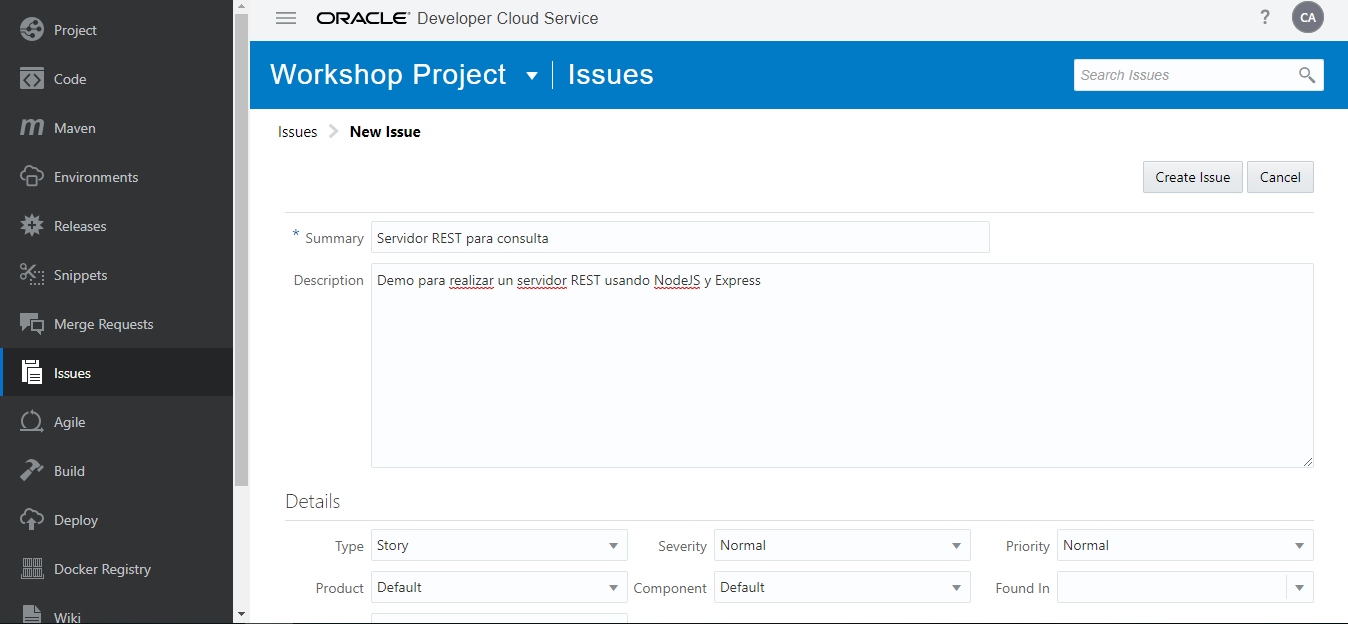 Project
Code
Maven
Environments
Releases
Snippets
Merge Requests
Issues
Agile
Build
Deploy
Docker Registry
Wiki
ORACLE® Developer Cloud Service
? CA
Workshop Project Issues
Search Issues
Issues New Issue
Create Issue Cancel
* Summary Servidor REST para consulta
Description Demo para realizar un servidor REST usando NodeJS y Express
Details
Type Story Severity Normal Priority Normal
Product Default Component Default Found In